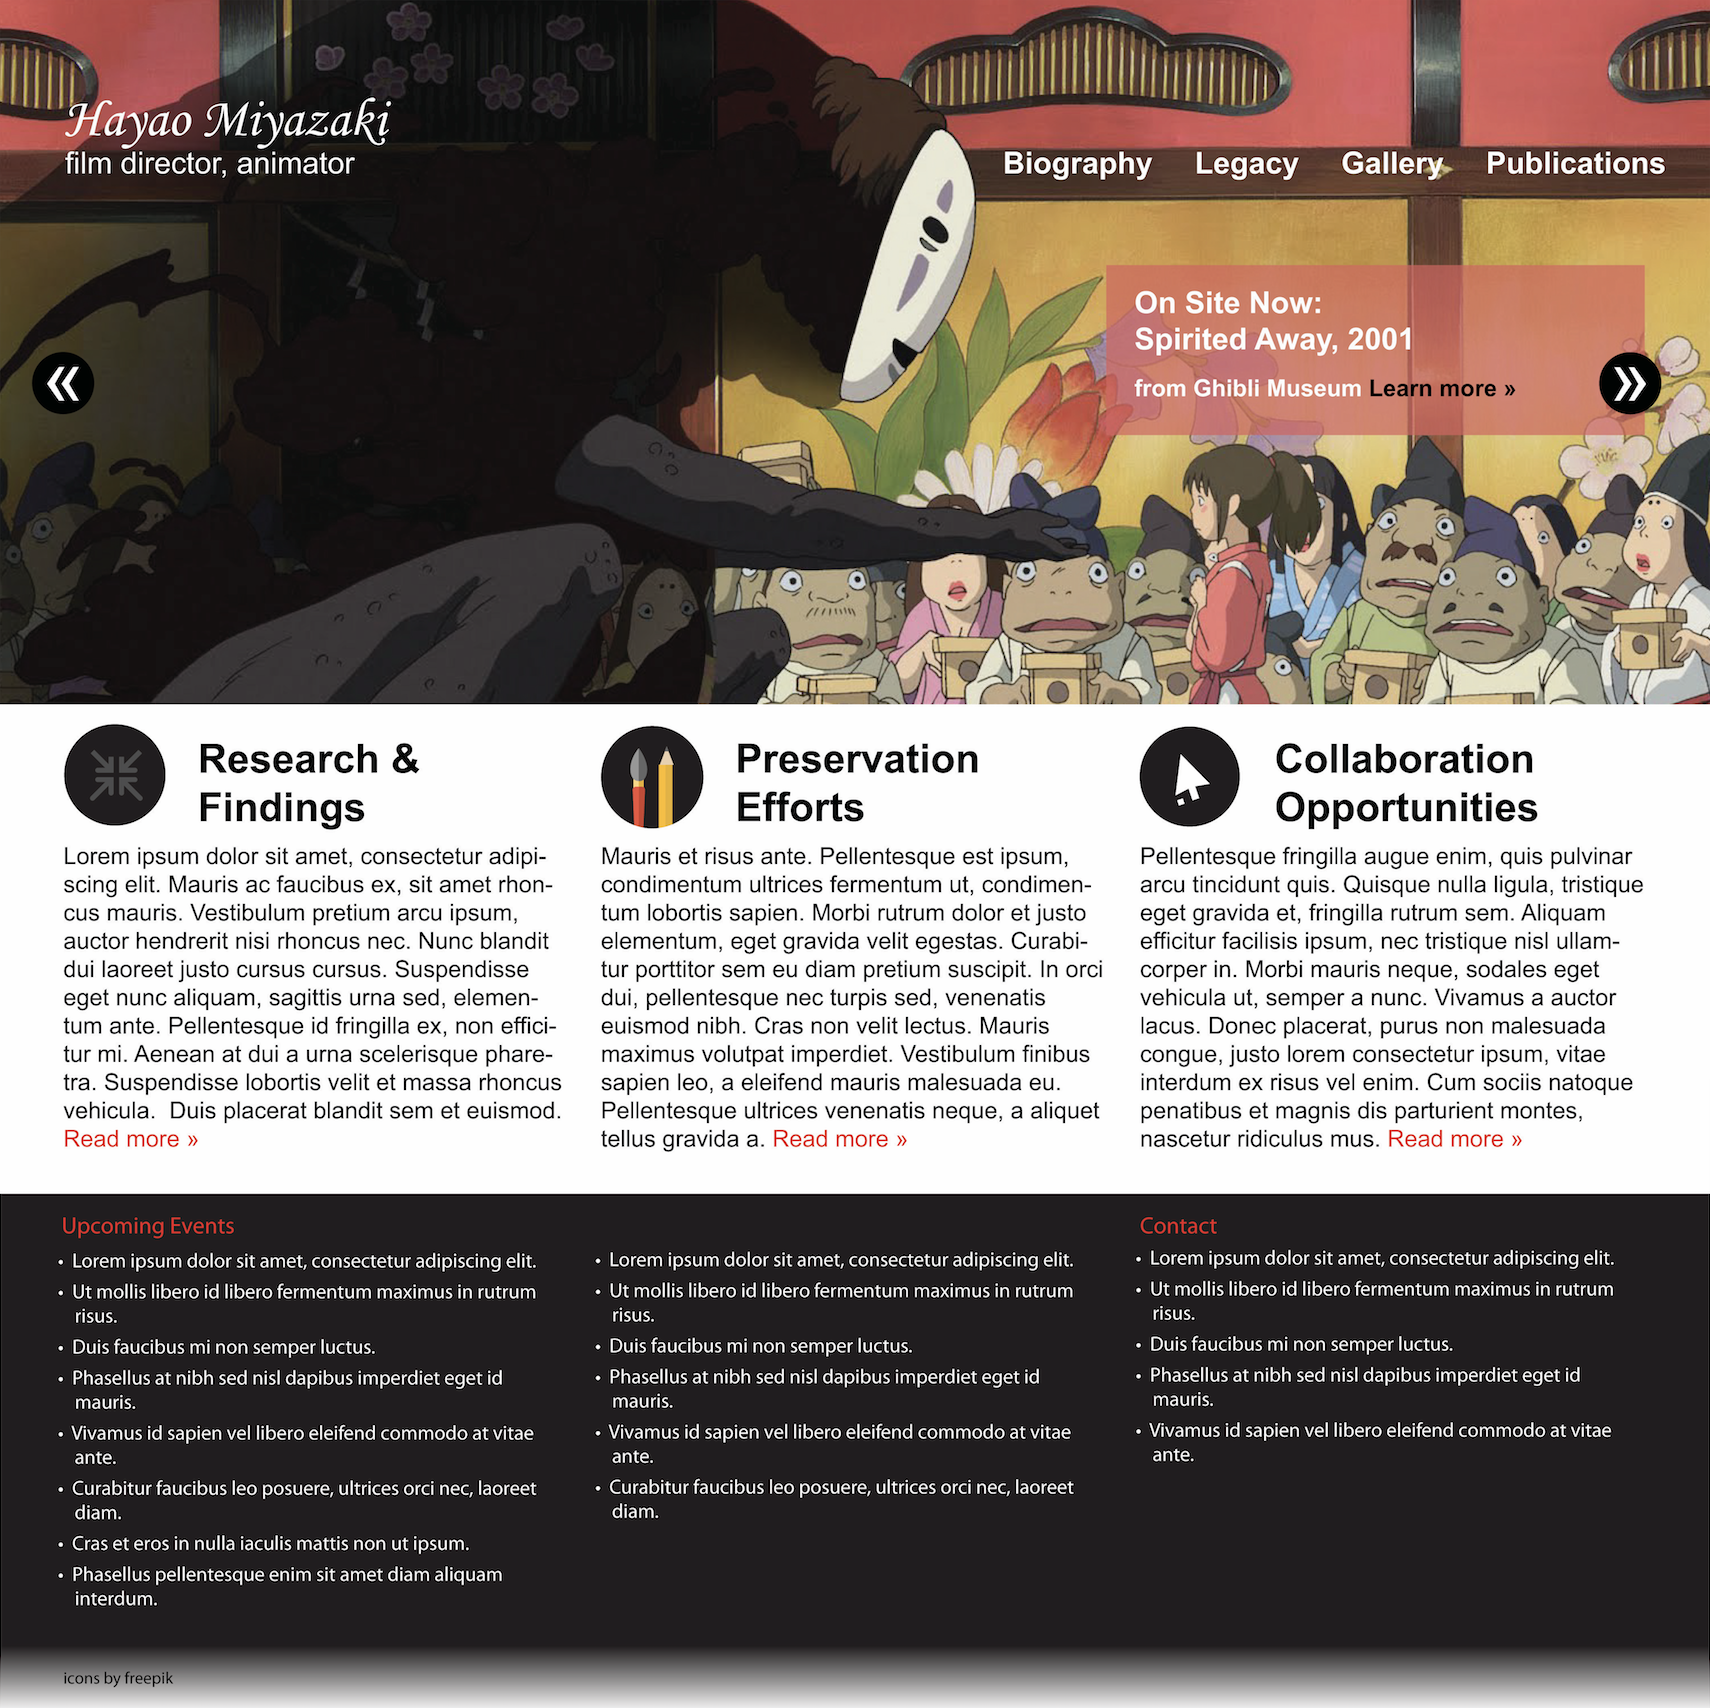 Hayao Miyazaki
film director, animator
Biography Legacy Gallery Publications
On Site Now:
Spirited Away, 2001
from Ghibli Museum Learn more »
Research &
Findings
Lorem ipsum dolor sit amet, consectetur adipi-
scing elit. Mauris ac faucibus ex, sit amet rhon-
cus mauris. Vestibulum pretium arcu ipsum,
auctor hendrerit nisi rhoncus nec. Nunc blandit
dui laoreet justo cursus cursus. Suspendisse
eget nunc aliquam, sagittis urna sed, elemen-
tum ante. Pellentesque id fringilla ex, non effici-
tur mi. Aenean at dui a urna scelerisque phare-
tra. Suspendisse lobortis velit et massa rhoncus
vehicula.  Duis placerat blandit sem et euismod.
Read more »
Preservation
Efforts
Mauris et risus ante. Pellentesque est ipsum,
condimentum ultrices fermentum ut, condimen-
tum lobortis sapien. Morbi rutrum dolor et justo
elementum, eget gravida velit egestas. Curabi-
tur porttitor sem eu diam pretium suscipit. In orci
dui, pellentesque nec turpis sed, venenatis
euismod nibh. Cras non velit lectus. Mauris
maximus volutpat imperdiet. Vestibulum finibus
sapien leo, a eleifend mauris malesuada eu.
Pellentesque ultrices venenatis neque, a aliquet
tellus gravida a. Read more »
Collaboration
Opportunities
Pellentesque fringilla augue enim, quis pulvinar
arcu tincidunt quis. Quisque nulla ligula, tristique
eget gravida et, fringilla rutrum sem. Aliquam
efficitur facilisis ipsum, nec tristique nisl ullam-
corper in. Morbi mauris neque, sodales eget
vehicula ut, semper a nunc. Vivamus a auctor
lacus. Donec placerat, purus non malesuada
congue, justo lorem consectetur ipsum, vitae
interdum ex risus vel enim. Cum sociis natoque
penatibus et magnis dis parturient montes,
nascetur ridiculus mus. Read more »
Upcoming Events
• Lorem ipsum dolor sit amet, consectetur adipiscing elit.
• Ut mollis libero id libero fermentum maximus in rutrum
risus.
• Duis faucibus mi non semper luctus.
• Phasellus at nibh sed nisl dapibus imperdiet eget id
mauris.
• Vivamus id sapien vel libero eleifend commodo at vitae
ante.
• Curabitur faucibus leo posuere, ultrices orci nec, laoreet
diam.
• Cras et eros in nulla iaculis mattis non ut ipsum.
• Phasellus pellentesque enim sit amet diam aliquam
interdum.
• Lorem ipsum dolor sit amet, consectetur adipiscing elit.
• Ut mollis libero id libero fermentum maximus in rutrum
risus.
• Duis faucibus mi non semper luctus.
• Phasellus at nibh sed nisl dapibus imperdiet eget id
mauris.
• Vivamus id sapien vel libero eleifend commodo at vitae
ante.
• Curabitur faucibus leo posuere, ultrices orci nec, laoreet
diam.
Contact
• Lorem ipsum dolor sit amet, consectetur adipiscing elit.
• Ut mollis libero id libero fermentum maximus in rutrum
risus.
• Duis faucibus mi non semper luctus.
• Phasellus at nibh sed nisl dapibus imperdiet eget id
mauris.
• Vivamus id sapien vel libero eleifend commodo at vitae
ante.
icons by freepik